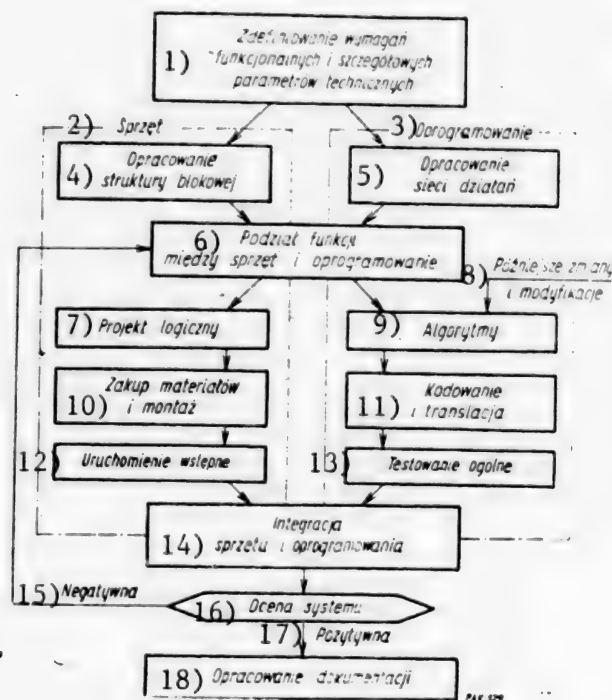 Zdefiniowanie wymagań
1) funkcjonalnych i szczegółowych
parametrów technicznych
2) Sprzęt
3) Oprogramowanie
4) Opracowanie
struktury blokowej
5) Opracowanie
sieci działań
6) Podział funkcji
między sprzęt i oprogramowanie
8) Późniejsze zmiany
i modyfikacje
7) Projekt logiczny
9) Algorytmy
10) Zakup materiałów
i montaż
11) Kodowanie
i translacja
12) Uruchomienie wstępne
13) Testowanie ogólne
14) Integracja
sprzętu i oprogramowania
15) Negatywna
16) Ocena systemu
17) Pozytywna
18) Opracowanie dokumentacji